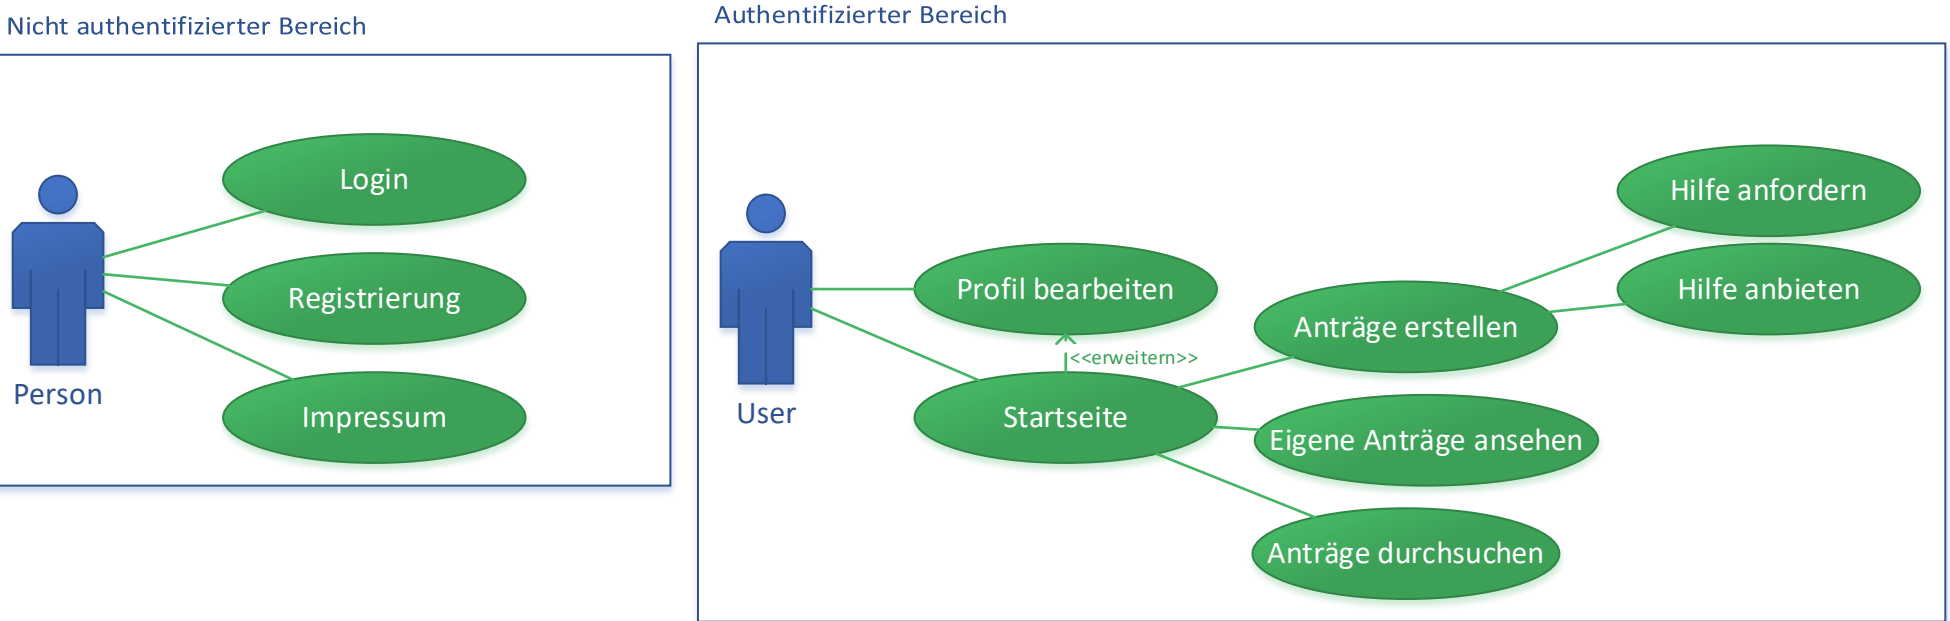 Nicht authentifizierter Bereich
Login
Registrierung
Impressum
Person
Authentifizierter Bereich
Profil bearbeiten
<<erweitern>>
Startseite
User
Anträge erstellen
Eigene Anträge ansehen
Anträge durchsuchen
Hilfe anfordern
Hilfe anbieten